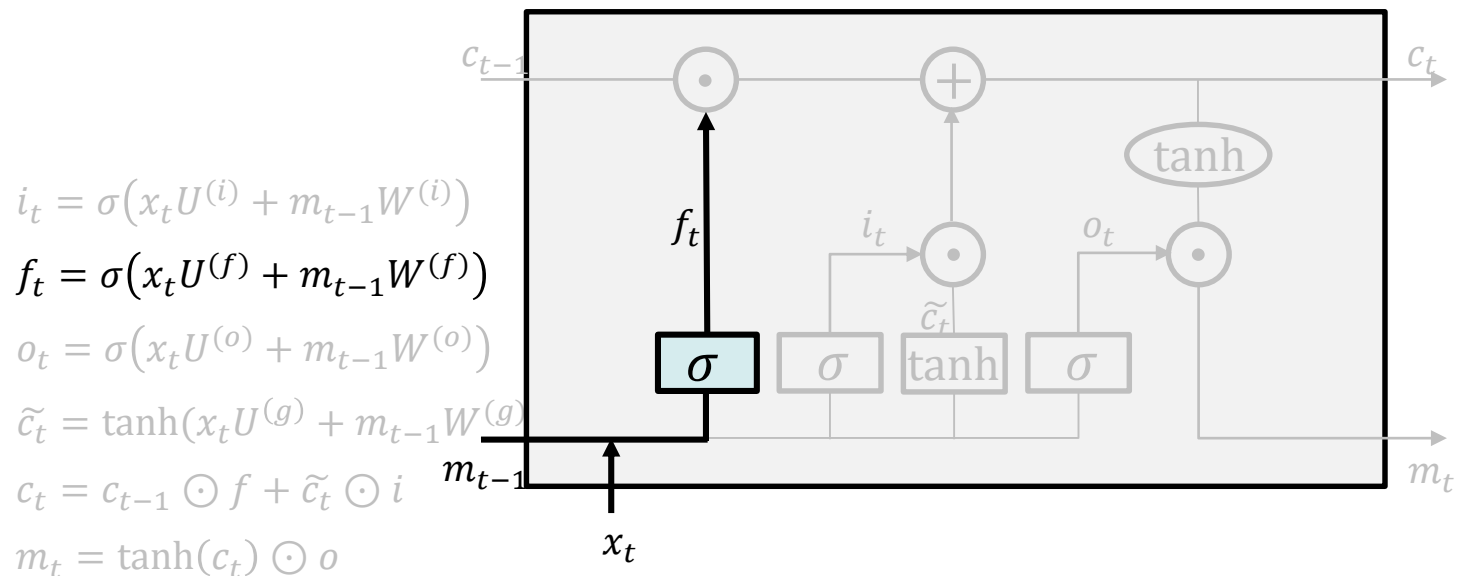 i_t = σ(x_t U^(i) + m_{t−1} W^(i))
f_t = σ(x_t U^(f) + m_{t−1} W^(f))
o_t = σ(x_t U^(o) + m_{t−1} W^(o))
c̃_t = tanh(x_t U^(g) + m_{t−1} W^(g)
c_t = c_{t−1} ⊙ f + c̃_t ⊙ i
m_t = tanh(c_t) ⊙ o
c_{t−1}
+
c_t
tanh
f_t
i_t
o_t
c̃_t
σ
σ
tanh
σ
m_{t−1}
m_t
x_t